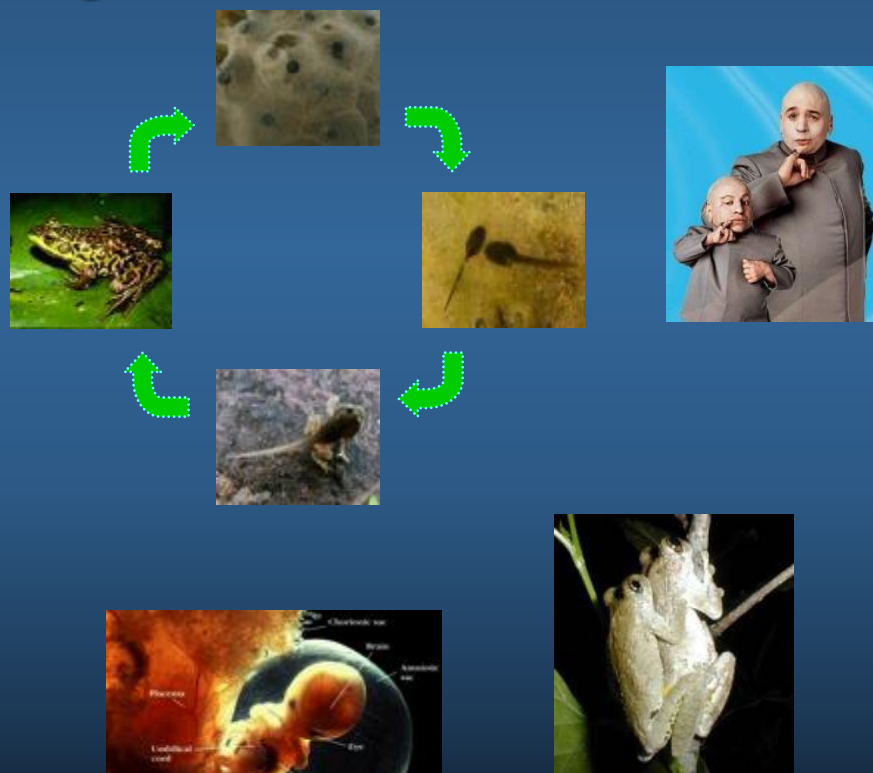 Chorionic sac
Brain
Amniotic
sac
Placenta
Umbilical
cord
Eye